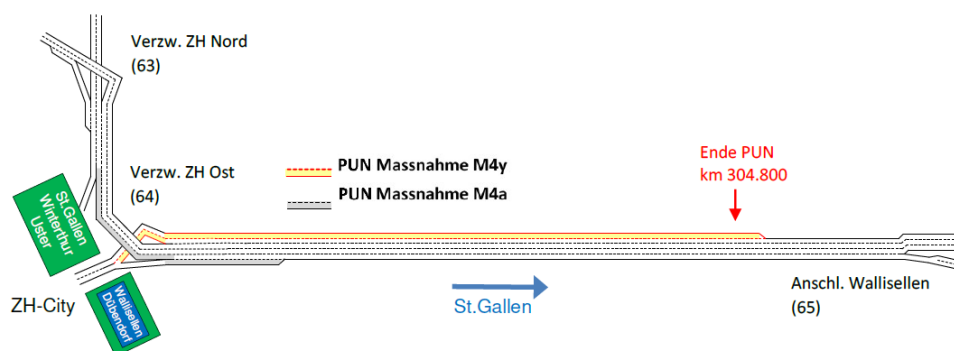 Verzw. ZH Nord
(63)
Verzw. ZH Ost
(64)
PUN Massnahme M4y
PUN Massnahme M4a
Ende PUN
km 304.800
St.Gallen
Winterthur
Uster
ZH-City
Walliselen
Dübendorf
St.Gallen
Anschl. Wallisellen
(65)